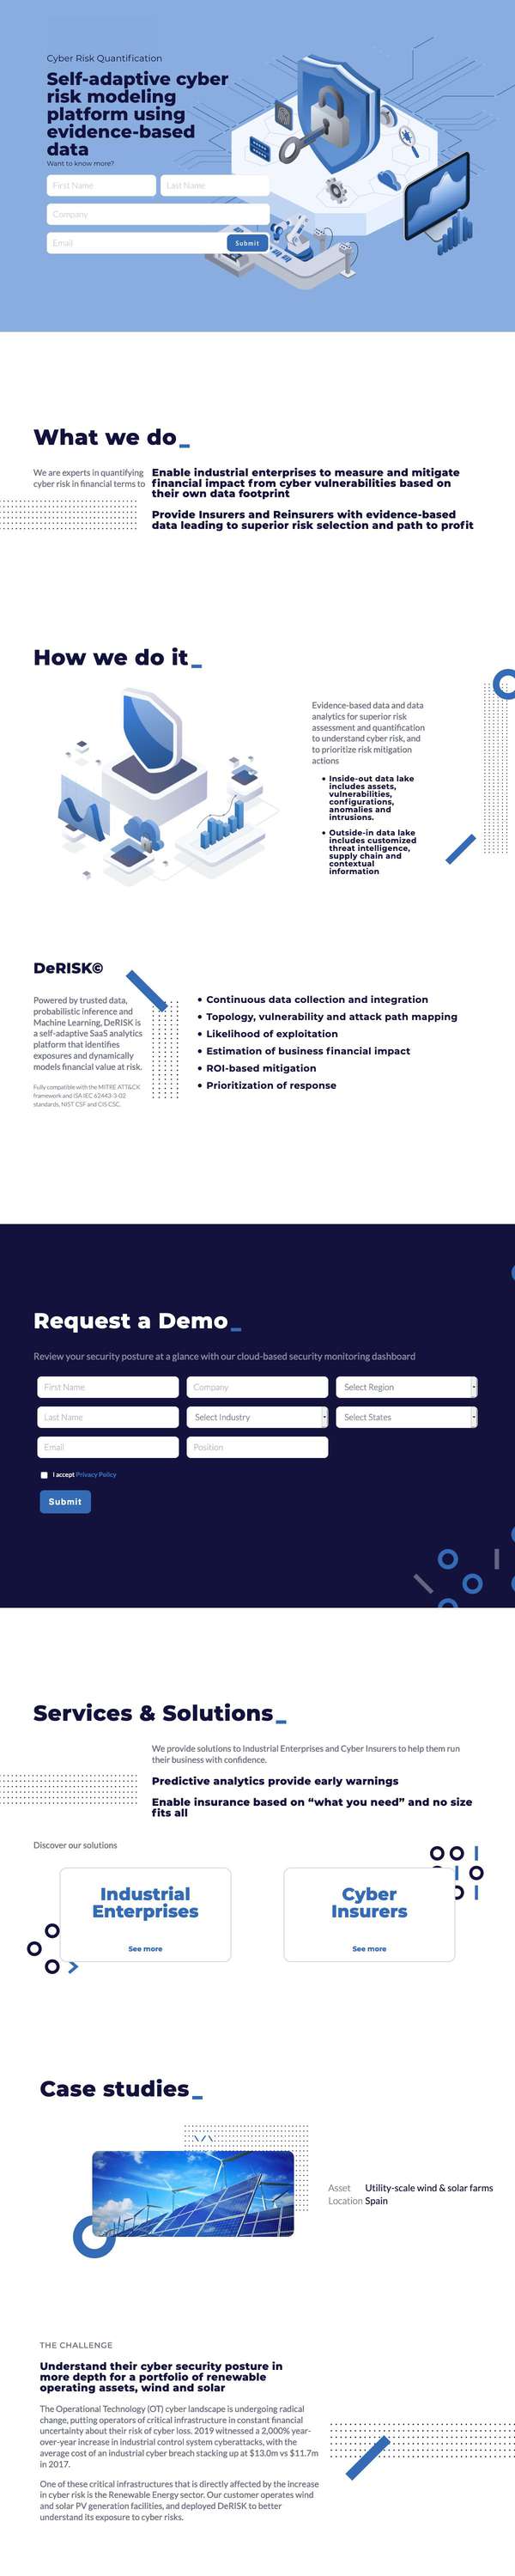 Cyber Risk Quantification
Self-adaptive cyber
risk modeling
platform using
evidence-based
data
Want to know more?
First Name
Last Name
Company
Email
Submit
What we do_
We are experts in quantifying
cyber risk in financial terms to
Enable industrial enterprises to measure and mitigate
financial impact from cyber vulnerabilities based on
their own data footprint
Provide Insurers and Reinsurers with evidence-based
data leading to superior risk selection and path to profit
How we do it_
Evidence-based data and data
analytics for superior risk
assessment and quantification
to understand cyber risk, and
to prioritize risk mitigation
actions
• Inside-out data lake
includes assets,
vulnerabilities,
configurations,
anomalies and
intrusions.
• Outside-in data lake
includes customized
threat intelligence,
supply chain and
contextual
information
DeRISK©
Powered by trusted data,
probabilistic inference and
Machine Learning, DeRISK is
a self-adaptive SaaS analytics
platform that identifies
exposures and dynamically
models financial value at risk.
Fully compatible with the MITRE ATT&CK
framework and ISA IEC 62443-3-02
standards, NIST CSF and CIS CSC.
• Continuous data collection and integration
• Topology, vulnerability and attack path mapping
• Likelihood of exploitation
• Estimation of business financial impact
• ROI-based mitigation
• Prioritization of response
Request a Demo_
Review your security posture at a glance with our cloud-based security monitoring dashboard
First Name
Company
Select Region
Last Name
Select Industry
Select States
Email
Position
I accept Privacy Policy
Submit
Services & Solutions_
We provide solutions to Industrial Enterprises and Cyber Insurers to help them run
their business with confidence.
Predictive analytics provide early warnings
Enable insurance based on “what you need” and no size
fits all
Discover our solutions
Industrial
Enterprises
See more
Cyber
Insurers
See more
Case studies_
Asset Utility-scale wind & solar farms
Location Spain
THE CHALLENGE
Understand their cyber security posture in
more depth for a portfolio of renewable
operating assets, wind and solar
The Operational Technology (OT) cyber landscape is undergoing radical
change, putting operators of critical infrastructure in constant financial
uncertainty about their risk of cyber loss. 2019 witnessed a 2,000% year-
over-year increase in industrial control system cyberattacks, with the
average cost of an industrial cyber breach stacking up at $13.0m vs $11.7m
in 2017.
One of these critical infrastructures that is directly affected by the increase
in cyber risk is the Renewable Energy sector. Our customer operates wind
and solar PV generation facilities, and deployed DeRISK to better
understand its exposure to cyber risks.